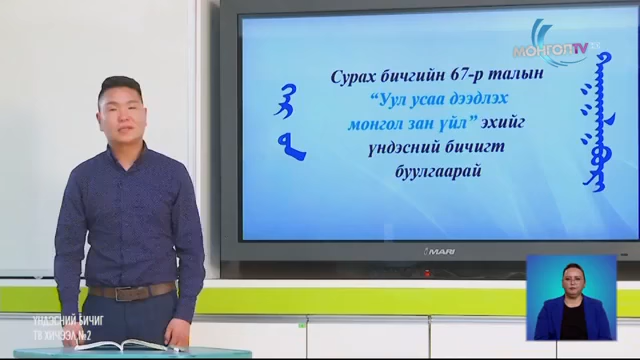 МОНГОЛ TV
Сурах бичгийн 67-р талын
“Уул усаа дээдлэх
монгол зан үйл” эхийг
үндэсний бичигт
буулгаарай
MARI
ҮНДЭСНИЙ БИЧИГ
ТВ ХИЧЭЭЛ №2